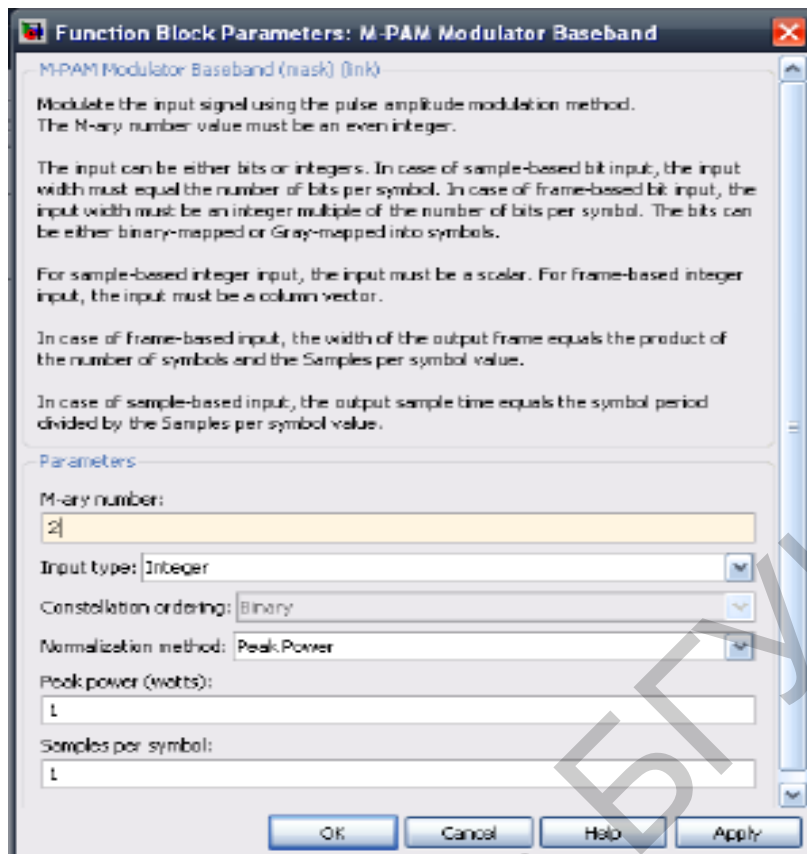 Function Block Parameters: M-PAM Modulator Baseband
M-PAM Modulator Baseband (mask) (link)
Modulate the input signal using the pulse amplitude modulation method.
The M-ary number value must be an even integer.
The input can be either bits or integers. In case of sample-based bit input, the input
width must equal the number of bits per symbol. In case of frame-based bit input, the
input width must be an integer multiple of the number of bits per symbol. The bits can
be either binary-mapped or Gray-mapped into symbols.
For sample-based integer input, the input must be a scalar. For frame-based integer
input, the input must be a column vector.
In case of frame-based input, the width of the output frame equals the product of
the number of symbols and the Samples per symbol value.
In case of sample-based input, the output sample time equals the symbol period
divided by the Samples per symbol value.
Parameters
M-ary number:
2
Input type: Integer
Constellation ordering: Binary
Normalization method: Peak Power
Peak power (watts):
1
Samples per symbol:
1
OK Cancel Help Apply
БГУ